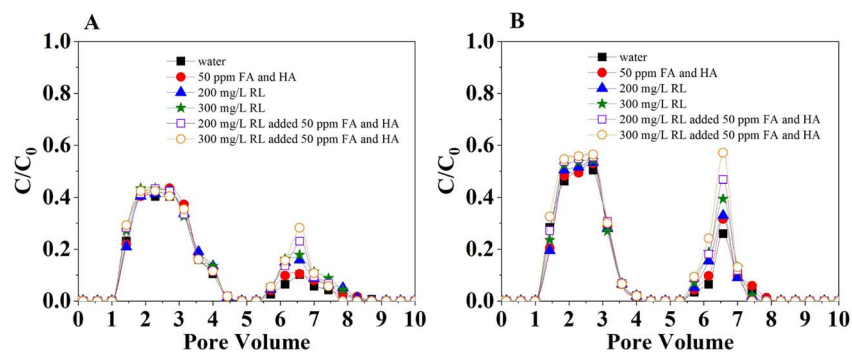 A
C/C0
1.0
0.8
0.6
0.4
0.2
0.0
water
50 ppm FA and HA
200 mg/L RL
300 mg/L RL
200 mg/L RL added 50 ppm FA and HA
300 mg/L RL added 50 ppm FA and HA
0 1 2 3 4 5 6 7 8 9 10
Pore Volume
B
C/C0
1.0
0.8
0.6
0.4
0.2
0.0
water
50 ppm FA and HA
200 mg/L RL
300 mg/L RL
200 mg/L RL added 50 ppm FA and HA
300 mg/L RL added 50 ppm FA and HA
0 1 2 3 4 5 6 7 8 9 10
Pore Volume